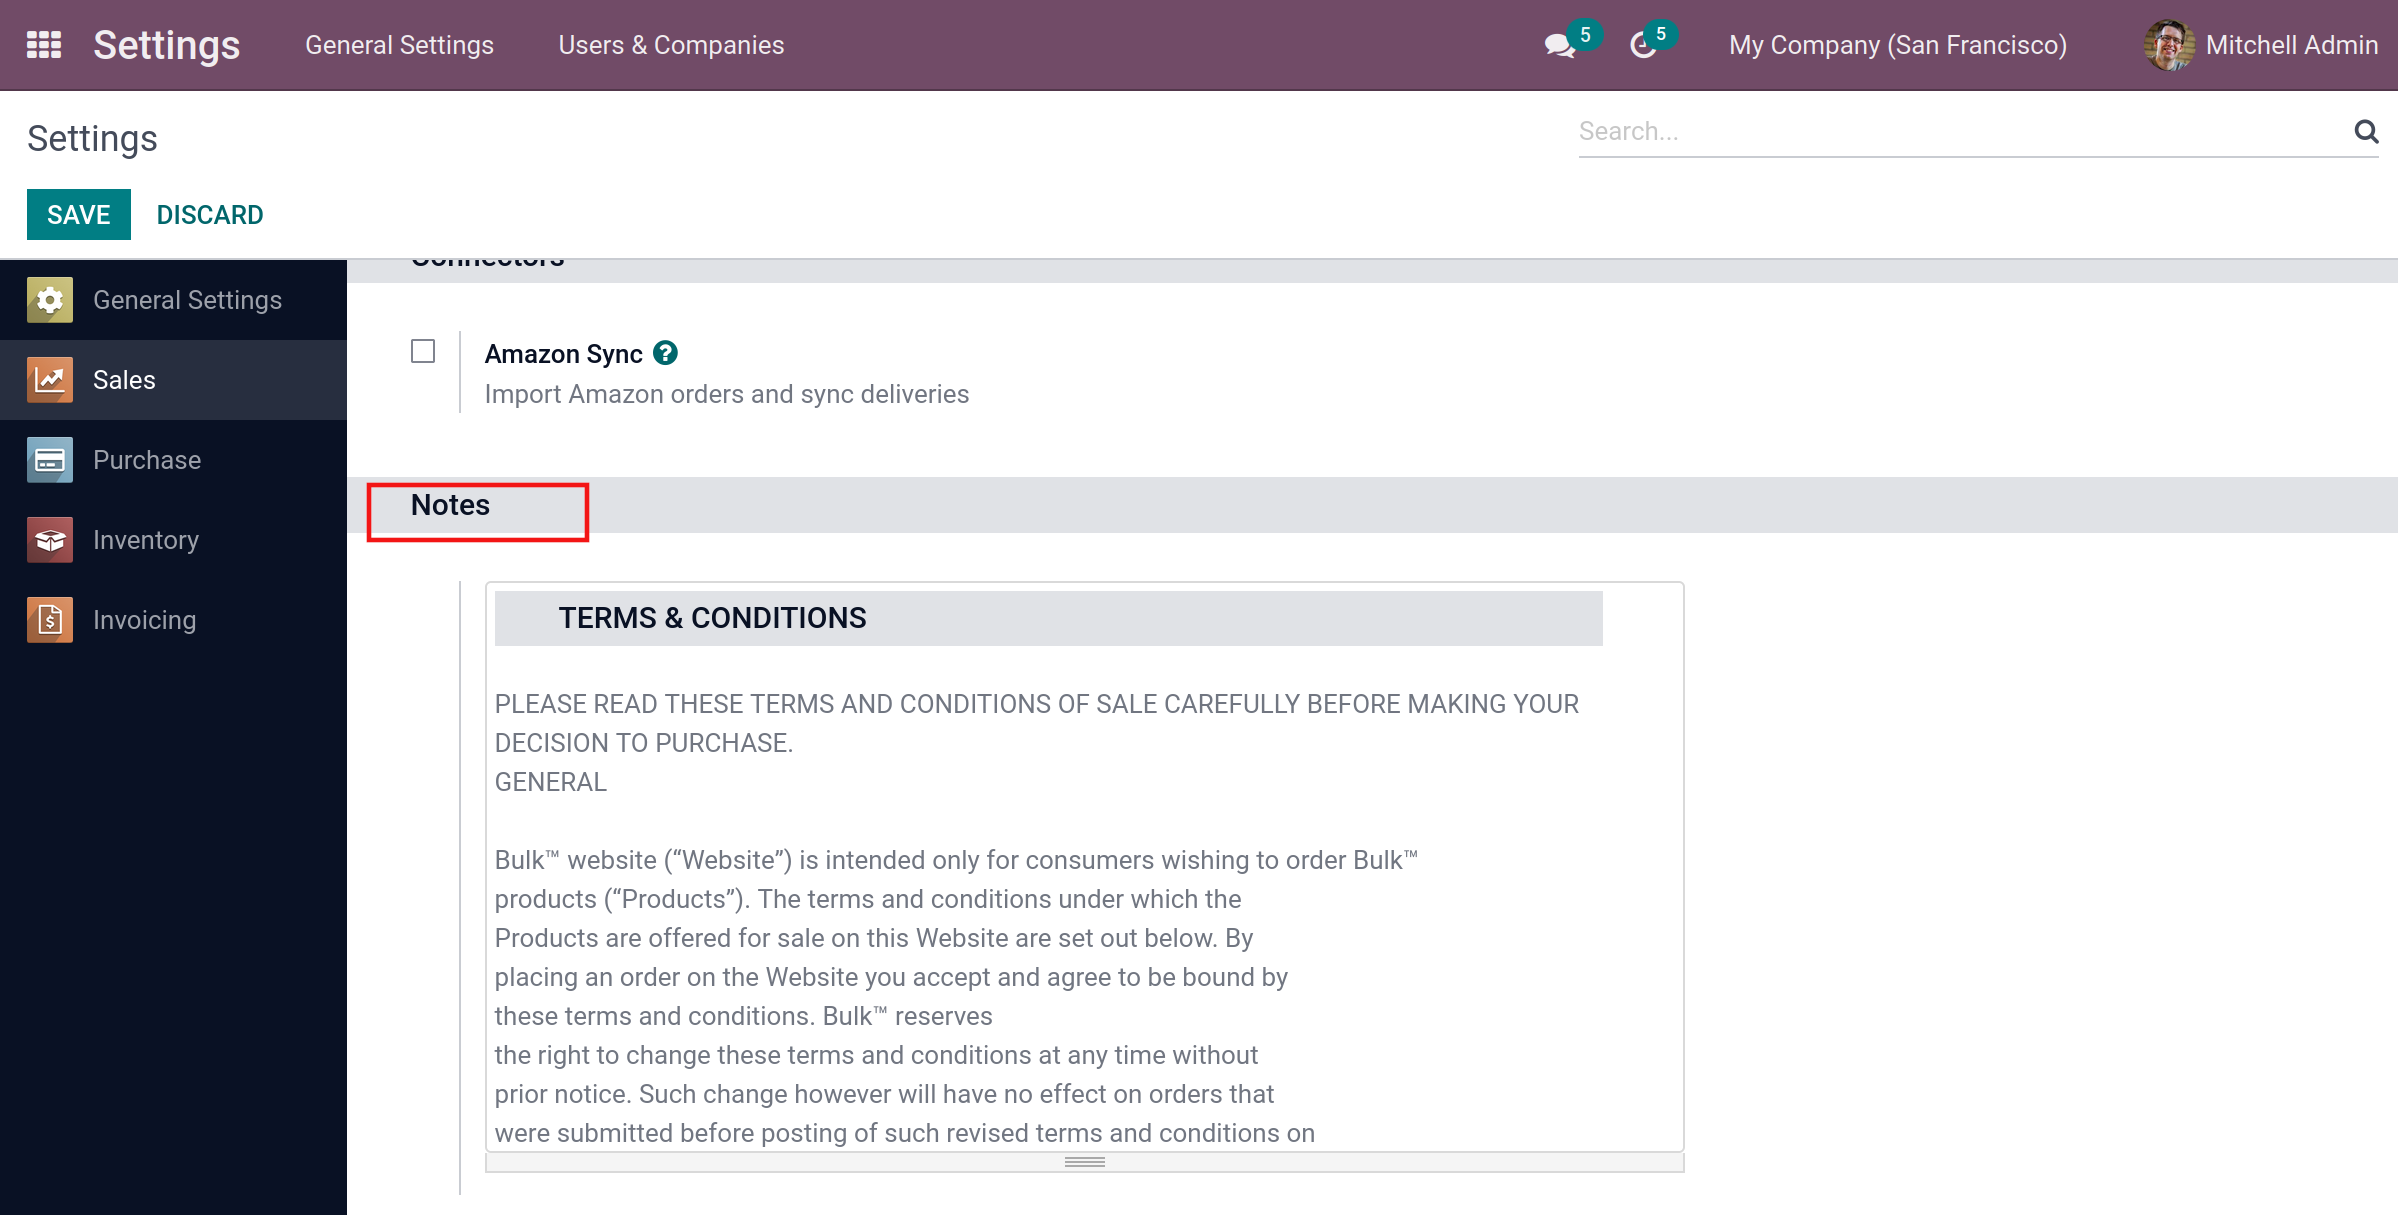 Settings General Settings Users & Companies 5 5 My Company (San Francisco) Mitchell Admin
Settings
Search...
SAVE DISCARD
Connectors
General Settings
Sales
Purchase
Inventory
Invoicing
Amazon Sync ?
Import Amazon orders and sync deliveries
Notes
TERMS & CONDITIONS
PLEASE READ THESE TERMS AND CONDITIONS OF SALE CAREFULLY BEFORE MAKING YOUR
DECISION TO PURCHASE.
GENERAL
Bulk™ website (“Website”) is intended only for consumers wishing to order Bulk™
products (“Products”). The terms and conditions under which the
Products are offered for sale on this Website are set out below. By
placing an order on the Website you accept and agree to be bound by
these terms and conditions. Bulk™ reserves
the right to change these terms and conditions at any time without
prior notice. Such change however will have no effect on orders that
were submitted before posting of such revised terms and conditions on